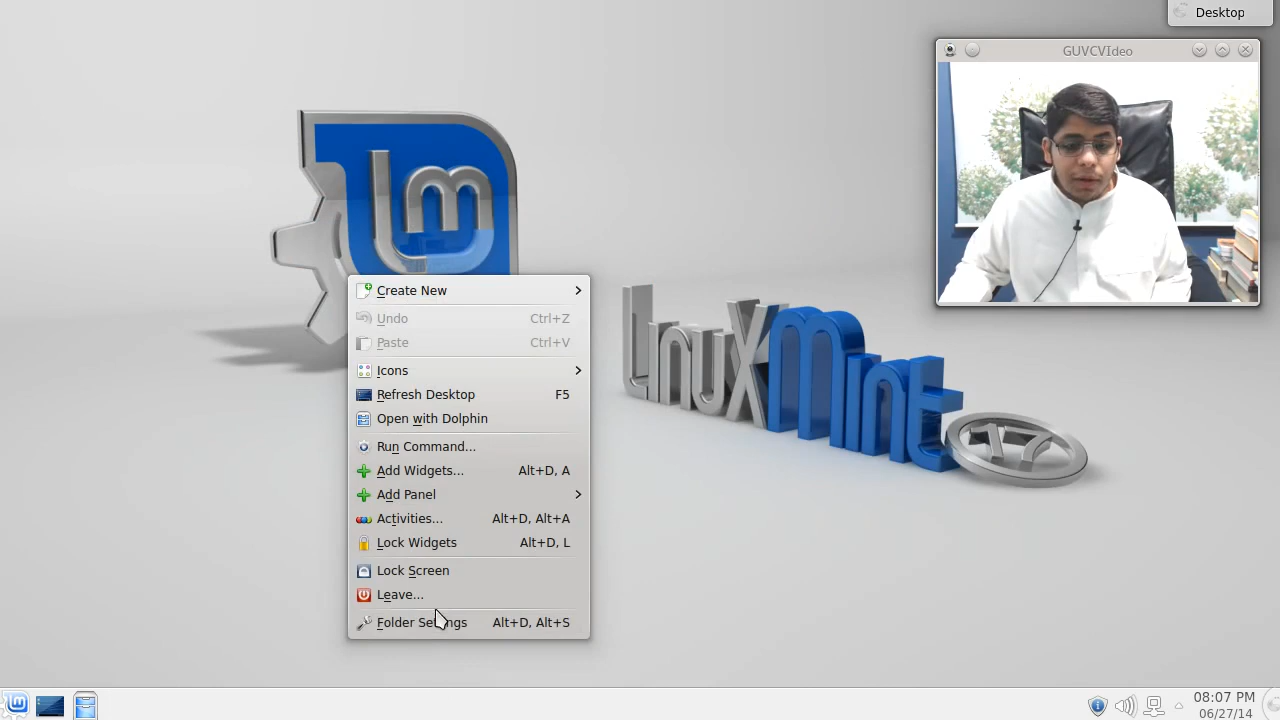 Desktop
GUVCVIdeo
lm
LinuxMint
17
Create New
Undo Ctrl+Z
Paste Ctrl+V
Icons
Refresh Desktop F5
Open with Dolphin
Run Command...
Add Widgets... Alt+D, A
Add Panel
Activities... Alt+D, Alt+A
Lock Widgets Alt+D, L
Lock Screen
Leave...
Folder Settings Alt+D, Alt+S
lm
08:07 PM
06/27/14